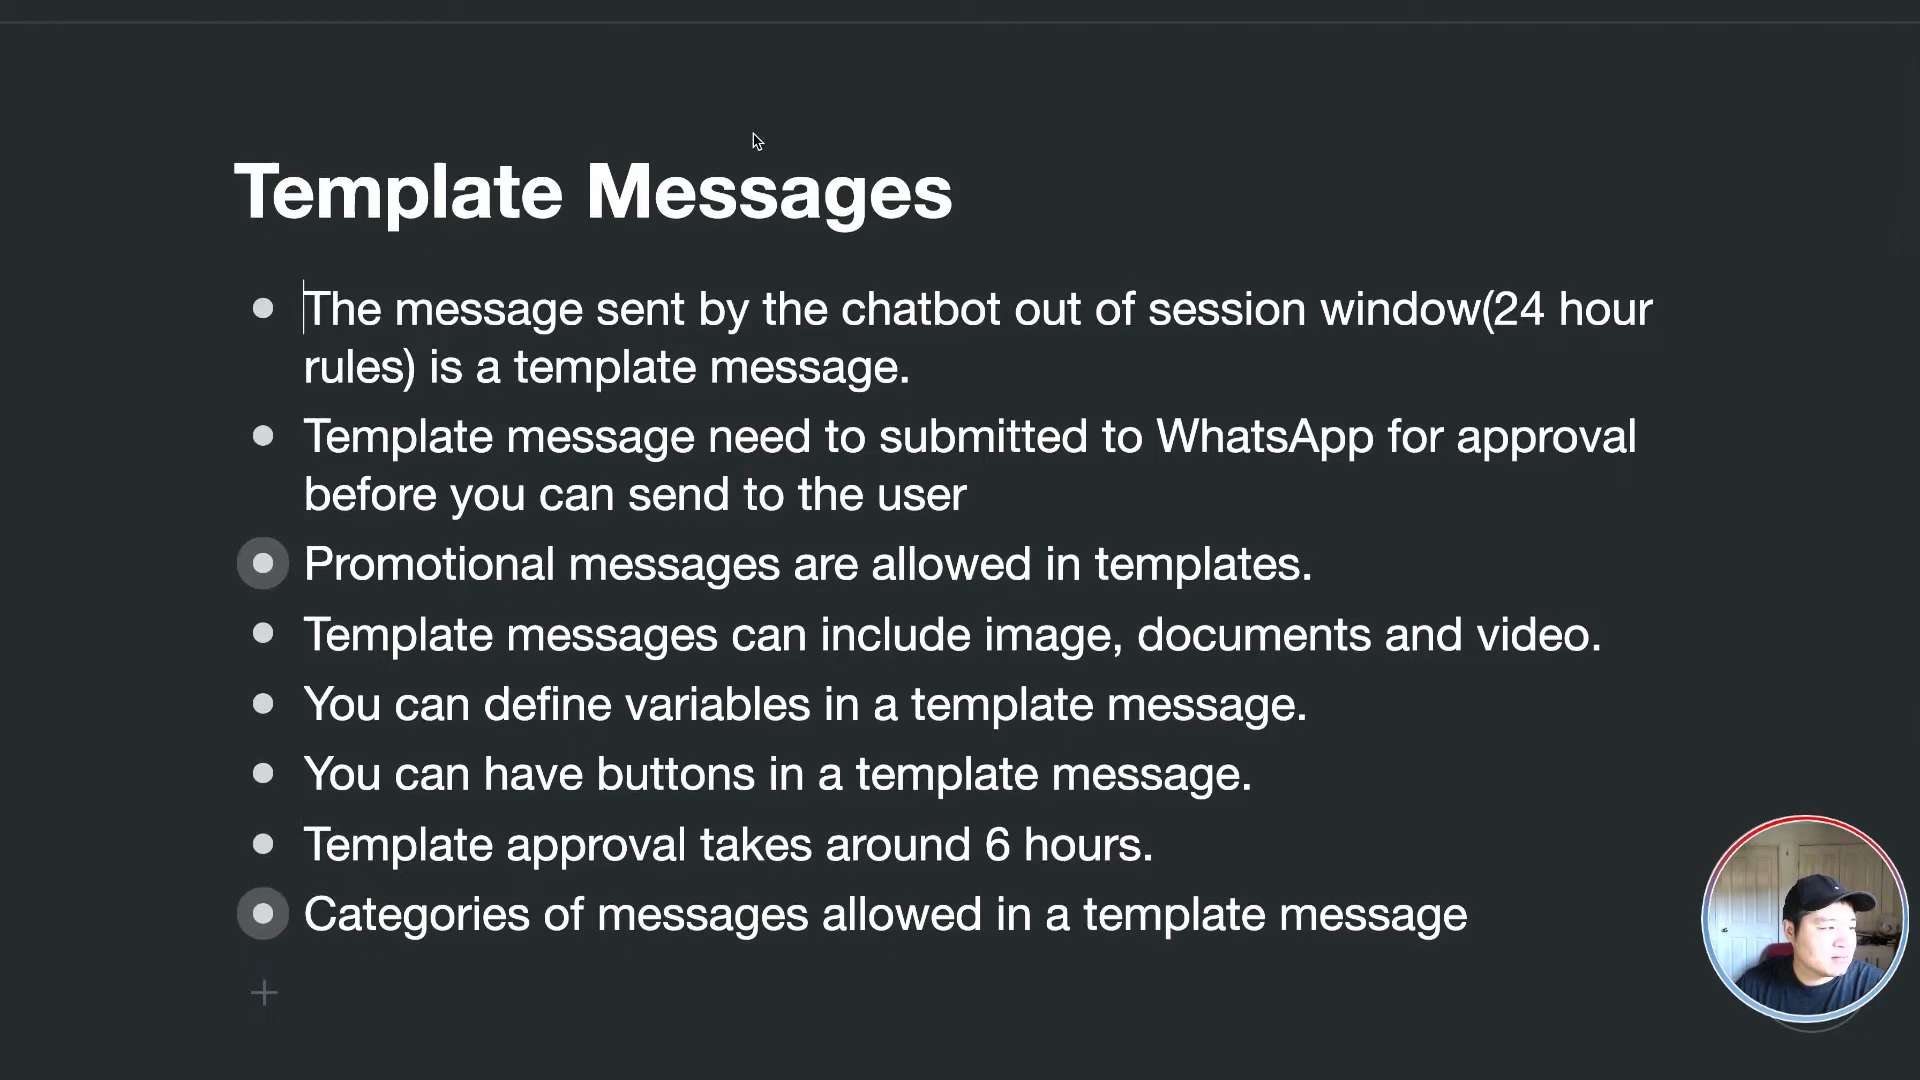 Template Messages
The message sent by the chatbot out of session window(24 hour
rules) is a template message.
Template message need to submitted to WhatsApp for approval
before you can send to the user
Promotional messages are allowed in templates.
Template messages can include image, documents and video.
You can define variables in a template message.
You can have buttons in a template message.
Template approval takes around 6 hours.
Categories of messages allowed in a template message